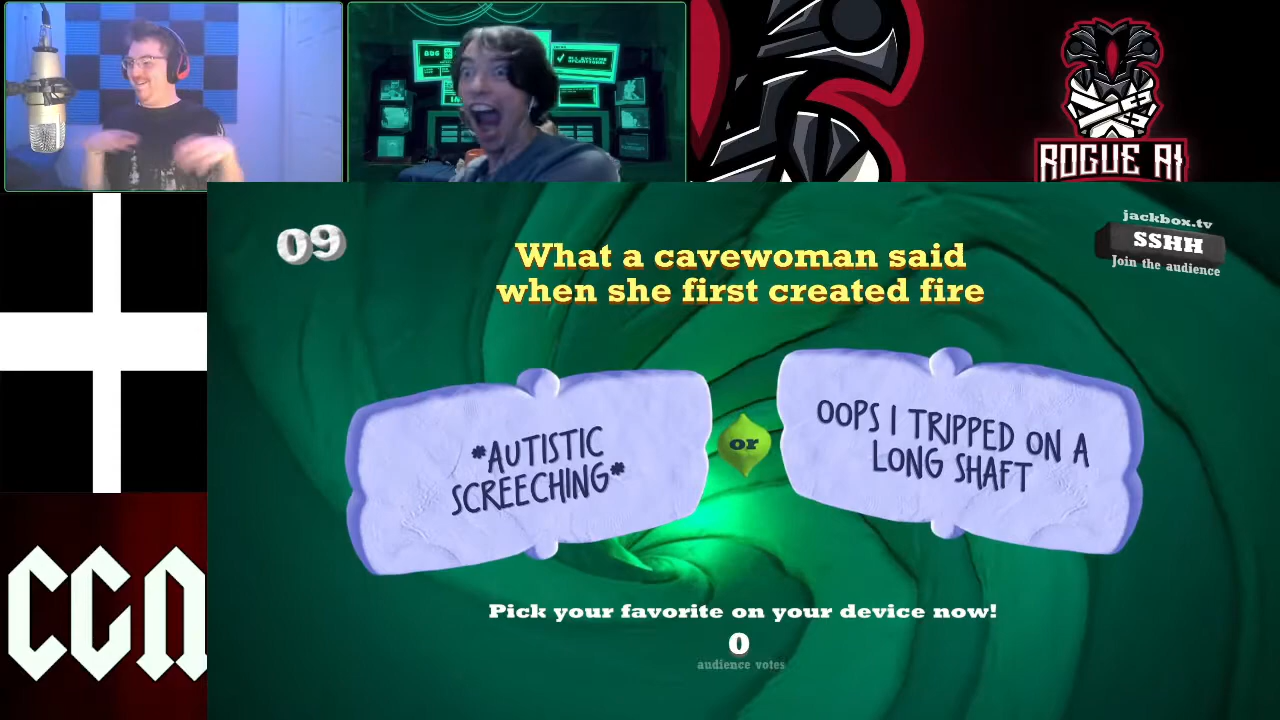 ROGUE AI
09
jackbox.tv
SSHH
Join the audience
What a cavewoman said
when she first created fire
*AUTISTIC
SCREECHING*
or
OOPS I TRIPPED ON A
LONG SHAFT
Pick your favorite on your device now!
0
audience votes
CGN